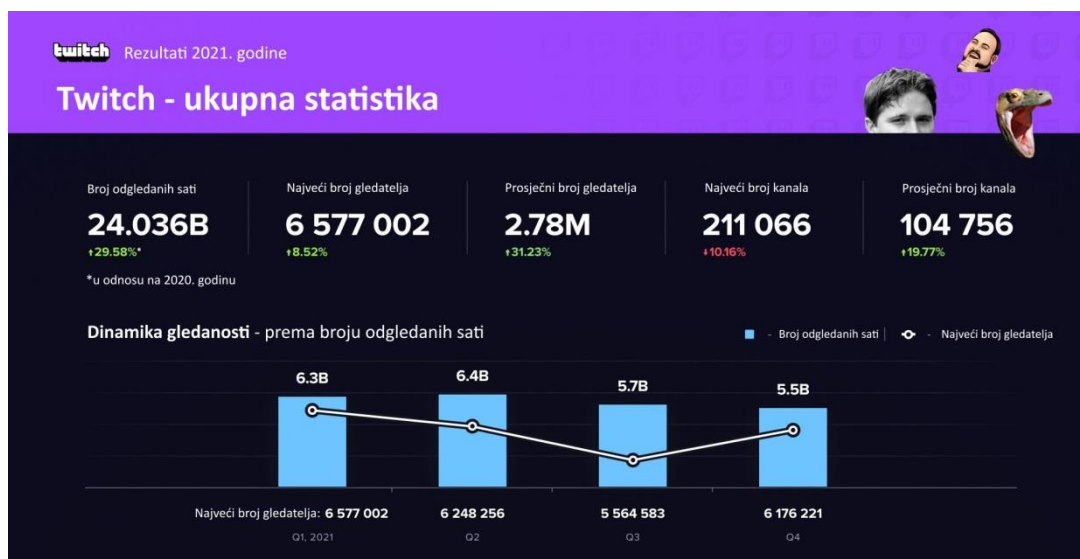 twitch Rezultati 2021. godine
Twitch - ukupna statistika
Broj odgledanih sati
24.036B
↑29.58%*
*u odnosu na 2020. godinu
Najveći broj gledatelja
6 577 002
↑8.52%
Prosječni broj gledatelja
2.78M
↑31.23%
Najveći broj kanala
211 066
↓10.16%
Prosječni broj kanala
104 756
↑19.77%
Dinamika gledanosti - prema broju odgledanih sati
- Broj odgledanih sati | - Najveći broj gledatelja
6.3B 6.4B 5.7B 5.5B
Najveći broj gledatelja: 6 577 002 6 248 256 5 564 583 6 176 221
Q1, 2021 Q2 Q3 Q4